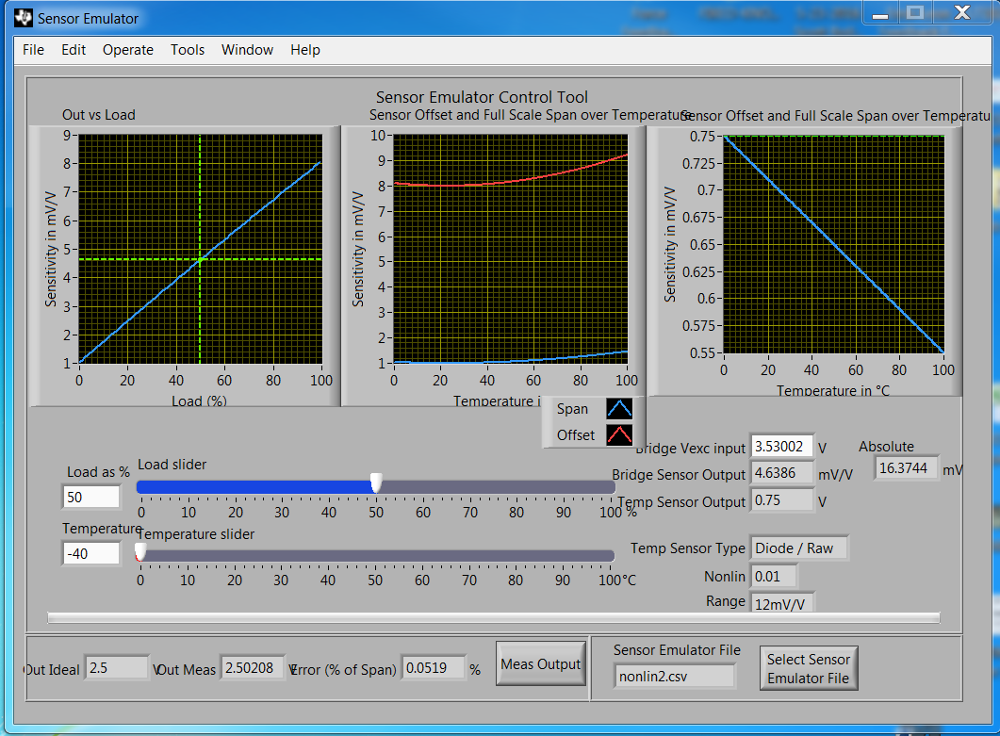 Sensor Emulator
File Edit Operate Tools Window Help
Sensor Emulator Control Tool
Out vs Load
Sensor Offset and Full Scale Span over Temperature
Sensor Offset and Full Scale Span over Temperatu
Sensitivity in mV/V
9
8
7
6
5
4
3
2
1
0 20 40 60 80 100
Load (%)
Sensitivity in mV/V
10
9
8
7
6
5
4
3
2
1
0 20 40 60 80 100
Temperature i
Span
Offset
Sensitivity in mV/V
0.75
0.725
0.7
0.675
0.65
0.625
0.6
0.575
0.55
0 20 40 60 80 100
Temperature in °C
Load as %
50
Load slider
0 10 20 30 40 50 60 70 80 90 100 %
Temperature
-40
Temperature slider
0 10 20 30 40 50 60 70 80 90 100°C
Bridge Vexc input 3.53002 V
Absolute
16.3744 mV
Bridge Sensor Output 4.6386 mV/V
Temp Sensor Output 0.75 V
Temp Sensor Type Diode / Raw
Nonlin 0.01
Range 12mV/V
Out Ideal 2.5 V
Out Meas 2.50208 V
Error (% of Span) 0.0519 %
Meas Output
Sensor Emulator File
nonlin2.csv
Select Sensor
Emulator File